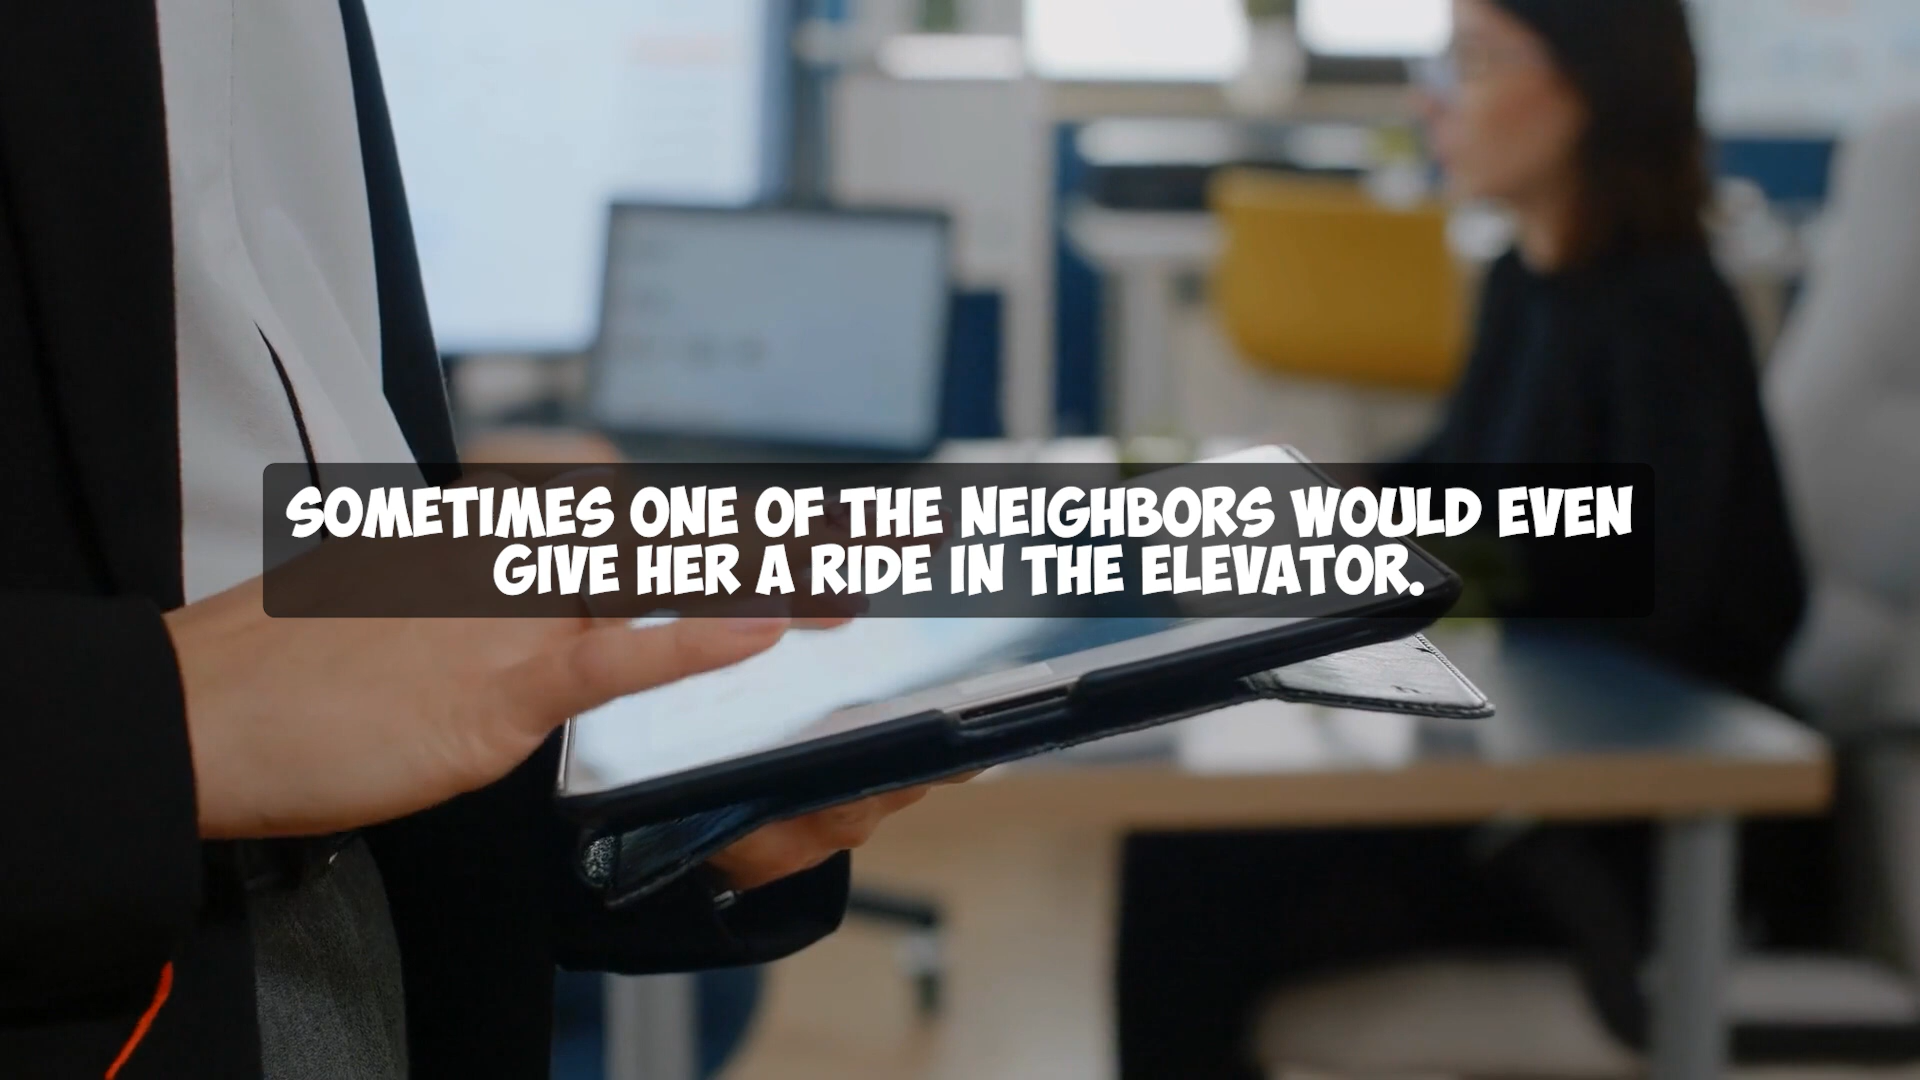 SOMETIMES ONE OF THE NEIGHBORS WOULD EVEN
GIVE HER A RIDE IN THE ELEVATOR.